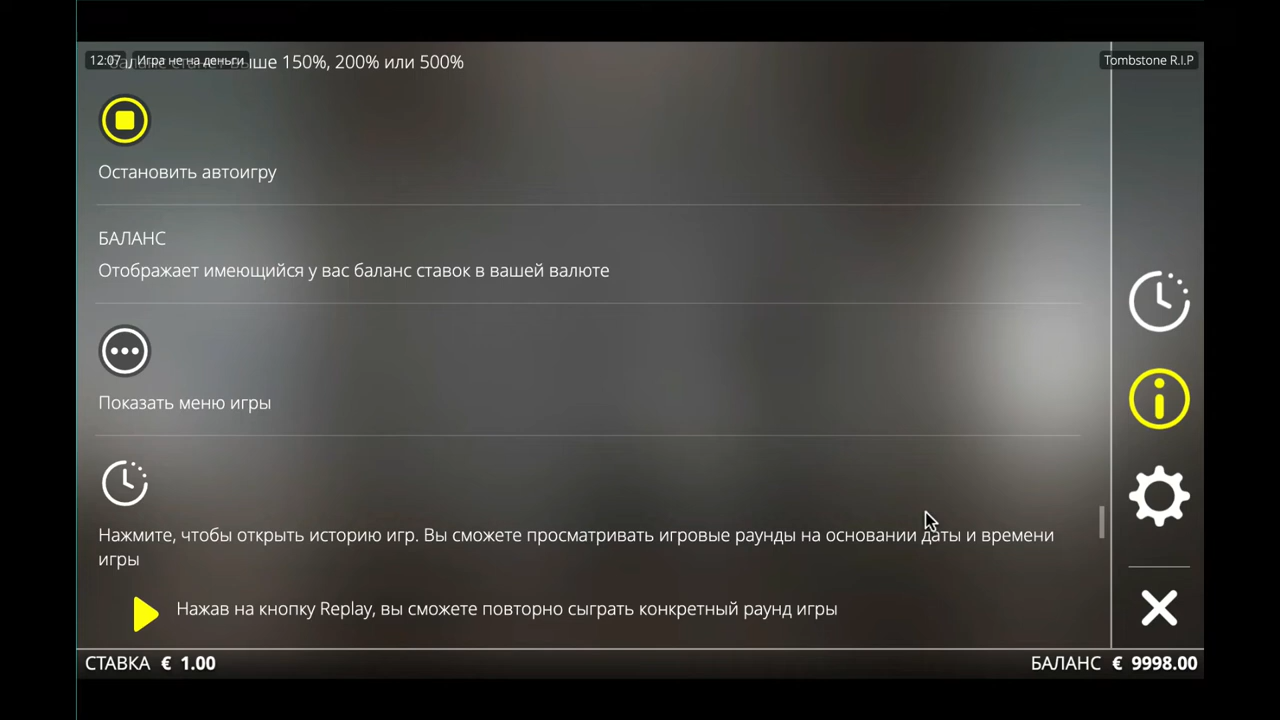 12:07 Игра не на деньги
Tombstone R.I.P
выше 150%, 200% или 500%
Остановить автоигру
БАЛАНС
Отображает имеющийся у вас баланс ставок в вашей валюте
Показать меню игры
Нажмите, чтобы открыть историю игр. Вы сможете просматривать игровые раунды на основании даты и времени
игры
Нажав на кнопку Replay, вы сможете повторно сыграть конкретный раунд игры
СТАВКА € 1.00
БАЛАНС € 9998.00